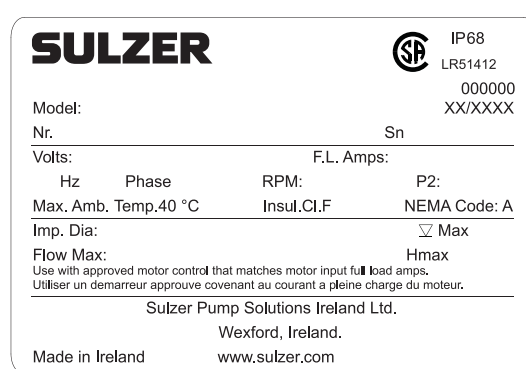 SULZER
SA IP68
LR51412
000000
Model: XX/XXXX
Nr. Sn
Volts: F.L. Amps:
Hz Phase RPM: P2:
Max. Amb. Temp.40 °C Insul.Cl.F NEMA Code: A
Imp. Dia: ▽ Max
Flow Max: Hmax
Use with approved motor control that matches motor input full load amps.
Utiliser un demarreur approuve covenant au courant a pleine charge du moteur.
Sulzer Pump Solutions Ireland Ltd.
Wexford, Ireland.
Made in Ireland www.sulzer.com